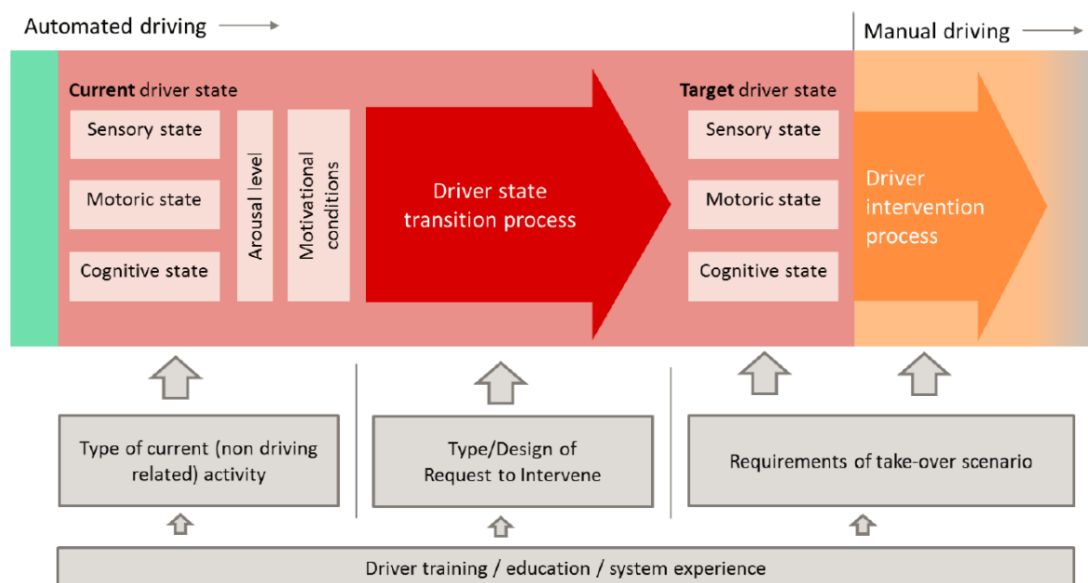 Automated driving
Manual driving
Current driver state
Sensory state
Motoric state
Cognitive state
Arousal level
Motivational
conditions
Driver state
transition process
Target driver state
Sensory state
Motoric state
Cognitive state
Driver
intervention
process
Type of current (non driving
related) activity
Type/Design of
Request to Intervene
Requirements of take-over scenario
Driver training / education / system experience